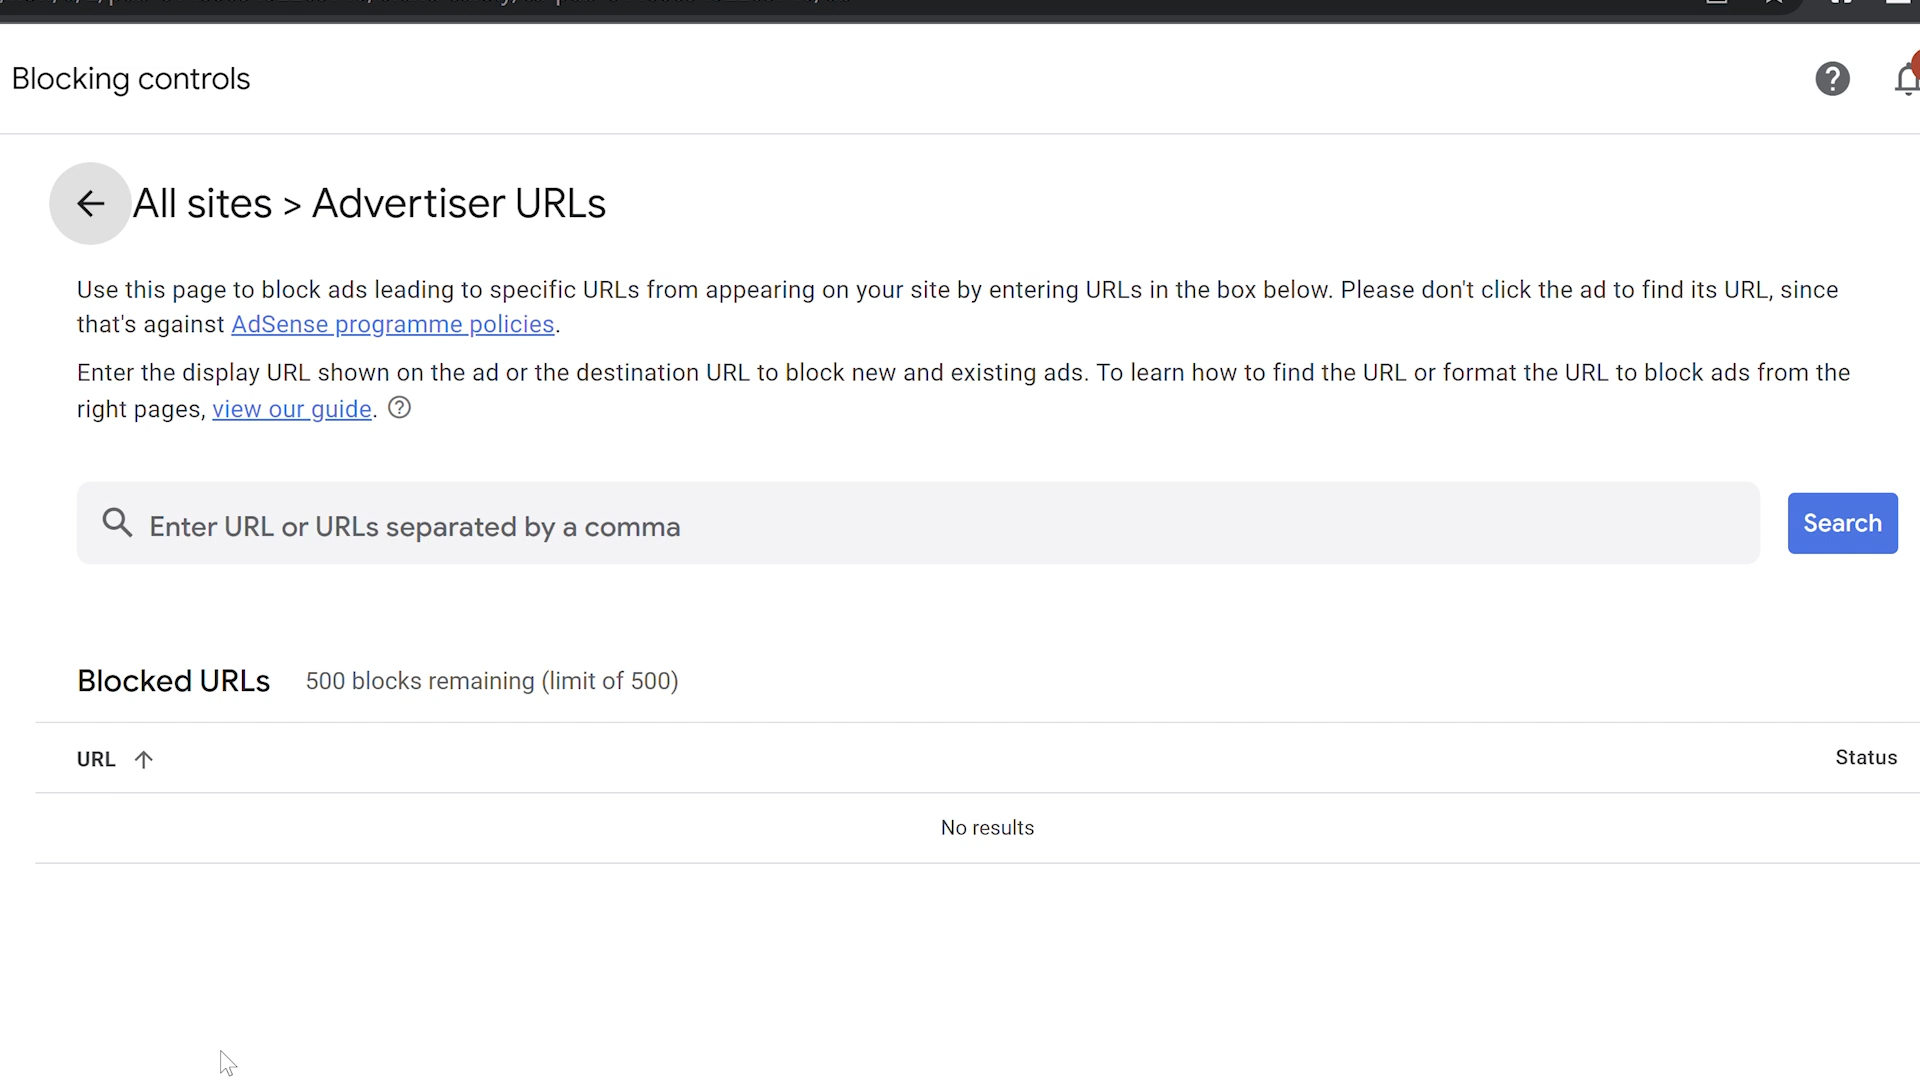 Blocking controls
All sites > Advertiser URLs
Use this page to block ads leading to specific URLs from appearing on your site by entering URLs in the box below. Please don't click the ad to find its URL, since
that's against AdSense programme policies.
Enter the display URL shown on the ad or the destination URL to block new and existing ads. To learn how to find the URL or format the URL to block ads from the
right pages, view our guide.
Enter URL or URLs separated by a comma
Search
Blocked URLs 500 blocks remaining (limit of 500)
URL Status
No results